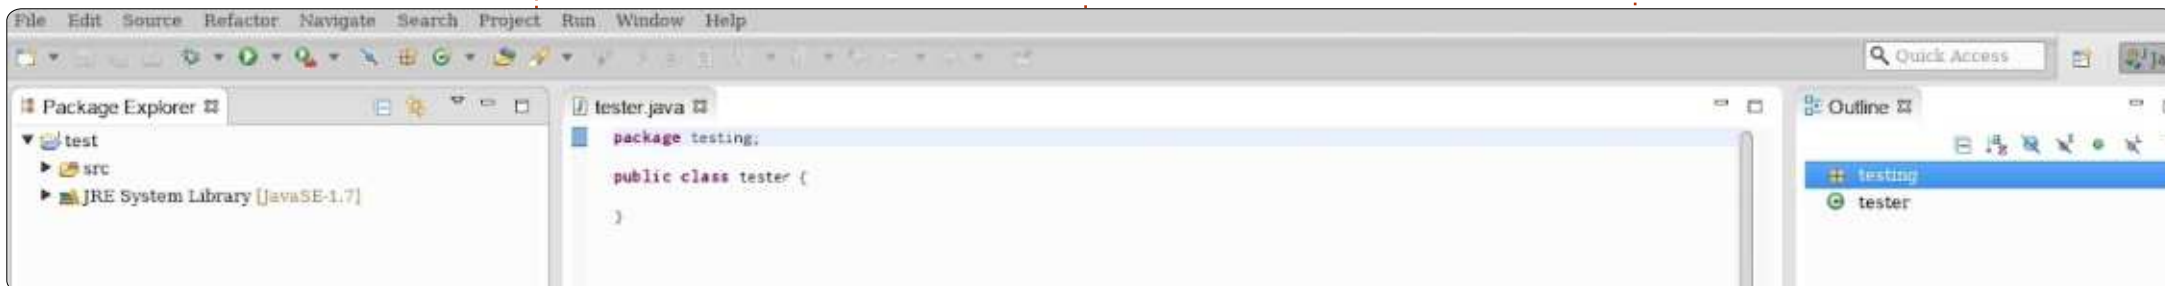 File Edit Source Refactor Navigate Search Project Run Window Help
Quick Access
Package Explorer
test
src
JRE System Library [JavaSE-1.7]
tester.java
package testing;
public class tester {
}
Outline
testing
tester